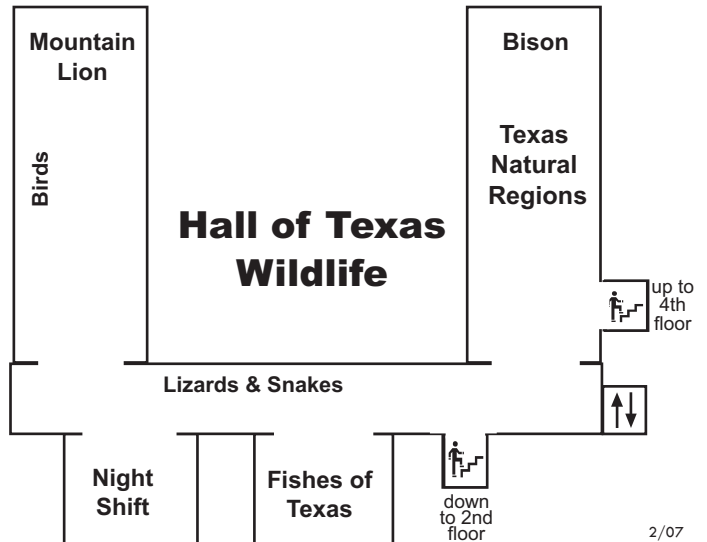 Mountain
Lion
Bison
Birds
Texas
Natural
Regions
Hall of Texas
Wildlife
up to
4th
floor
Lizards & Snakes
Night
Shift
Fishes of
Texas
down
to 2nd
floor
2/07